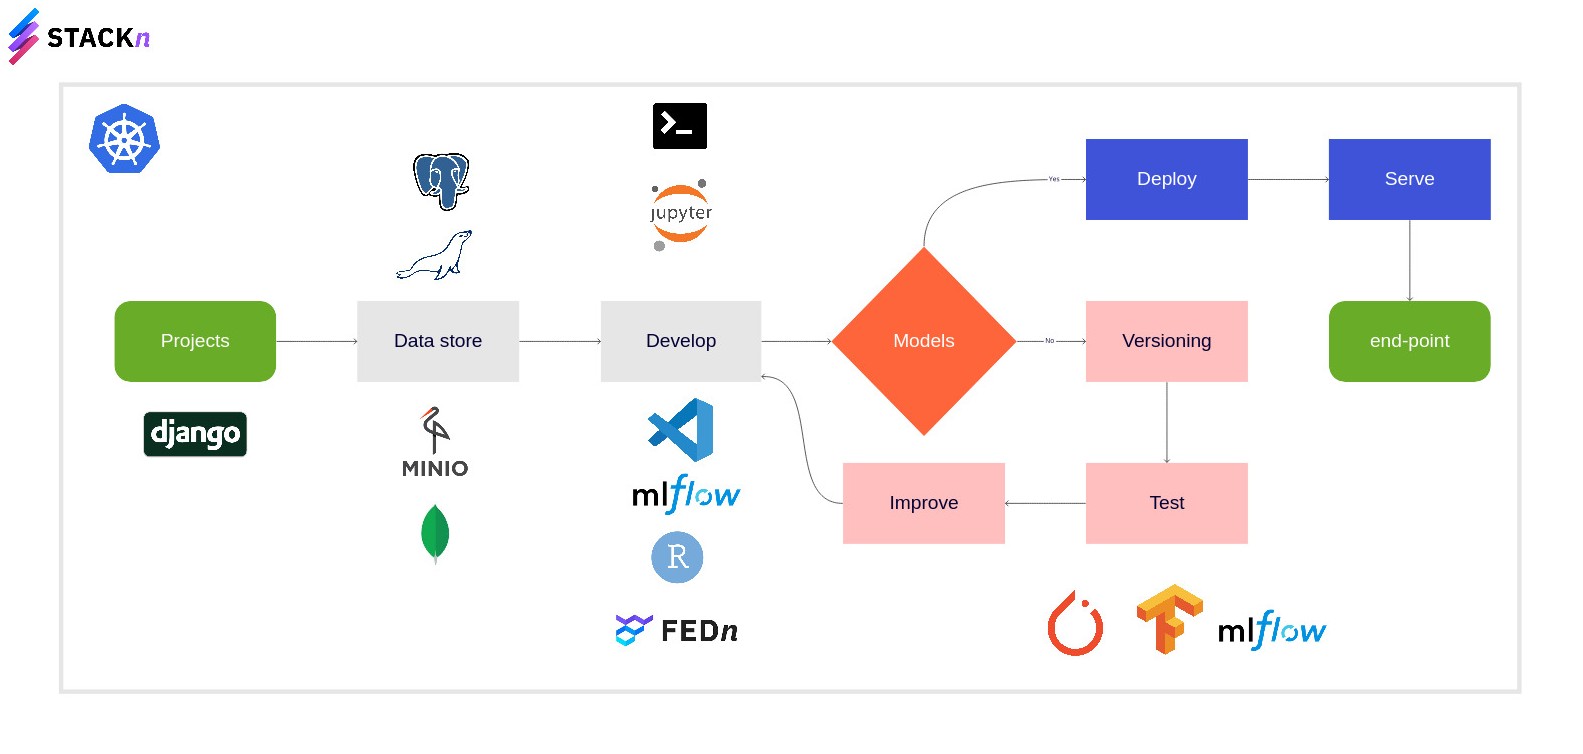 STACKn
jupyter
Yes
Deploy
Serve
Projects
Data store
Develop
Models
No
Versioning
end-point
django
MINIO
mlflow
Improve
Test
R
FEDn
mlflow